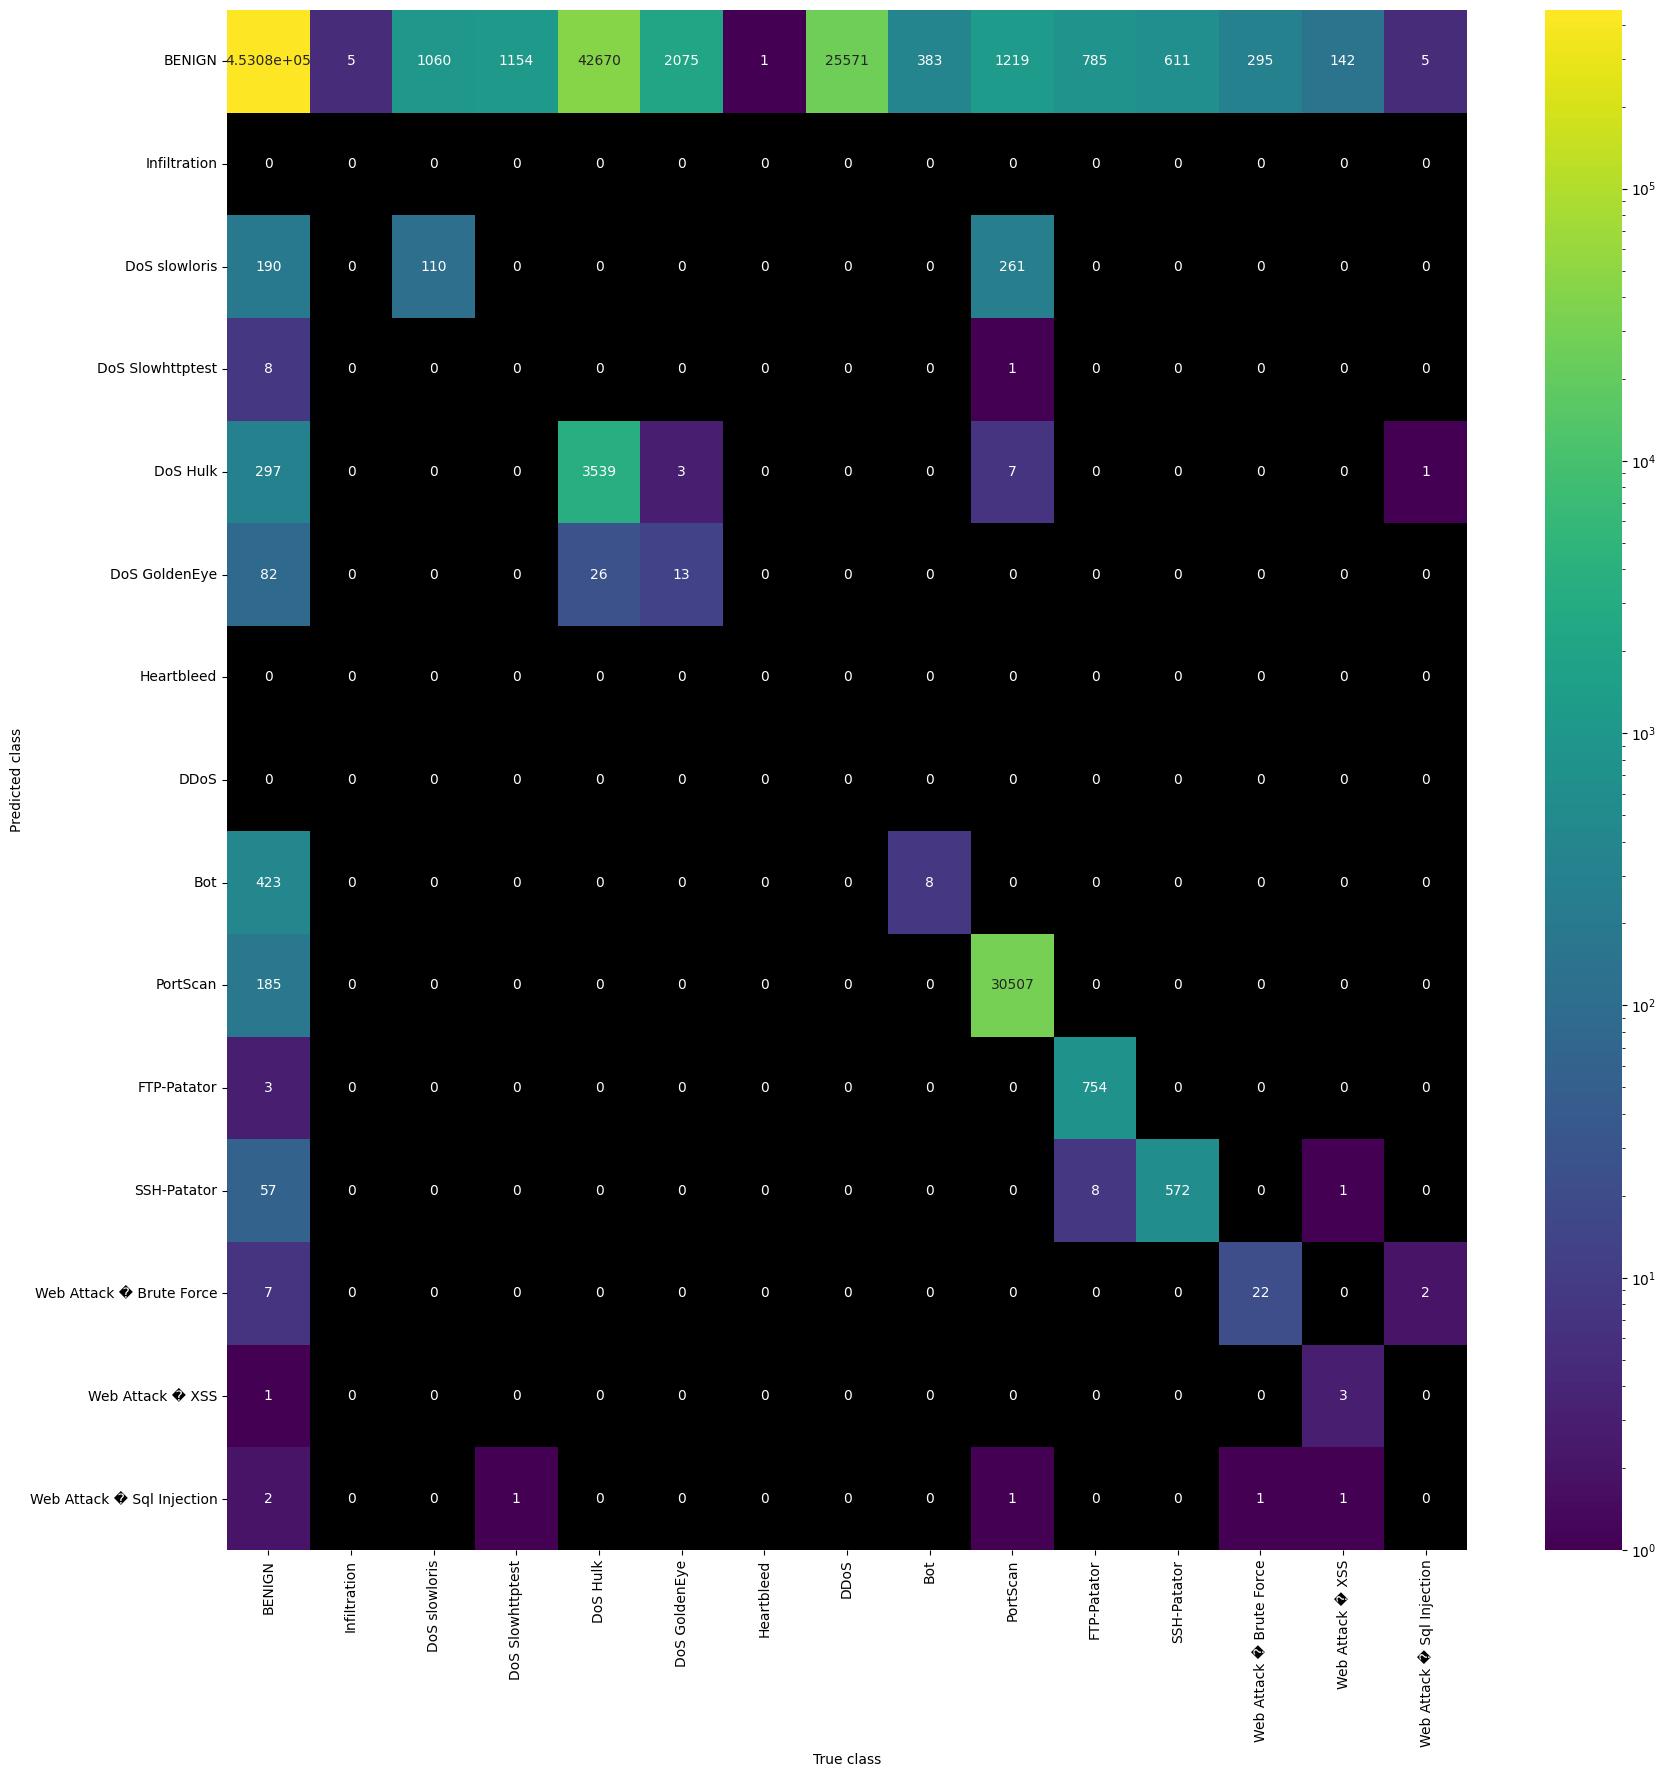 BENIGN 4.5308e+05 5 1060 1154 42670 2075 1 25571 383 1219 785 611 295 142 5
Infiltration 0 0 0 0 0 0 0 0 0 0 0 0 0 0 0
DoS slowloris 190 0 110 0 0 0 0 0 0 261 0 0 0 0 0
DoS Slowhttptest 8 0 0 0 0 0 0 0 0 1 0 0 0 0 0
DoS Hulk 297 0 0 0 3539 3 0 0 0 7 0 0 0 0 1
DoS GoldenEye 82 0 0 0 26 13 0 0 0 0 0 0 0 0 0
Heartbleed 0 0 0 0 0 0 0 0 0 0 0 0 0 0 0
DDoS 0 0 0 0 0 0 0 0 0 0 0 0 0 0 0
Bot 423 0 0 0 0 0 0 0 8 0 0 0 0 0 0
PortScan 185 0 0 0 0 0 0 0 0 30507 0 0 0 0 0
FTP-Patator 3 0 0 0 0 0 0 0 0 0 754 0 0 0 0
SSH-Patator 57 0 0 0 0 0 0 0 0 0 8 572 0 1 0
Web Attack � Brute Force 7 0 0 0 0 0 0 0 0 0 0 0 22 0 2
Web Attack � XSS 1 0 0 0 0 0 0 0 0 0 0 0 0 3 0
Web Attack � Sql Injection 2 0 0 1 0 0 0 0 0 1 0 0 1 1 0
Predicted class
BENIGN
Infiltration
DoS slowloris
DoS Slowhttptest
DoS Hulk
DoS GoldenEye
Heartbleed
DDoS
Bot
PortScan
FTP-Patator
SSH-Patator
Web Attack � Brute Force
Web Attack � XSS
Web Attack � Sql Injection
True class
10⁵
10⁴
10³
10²
10¹
10⁰